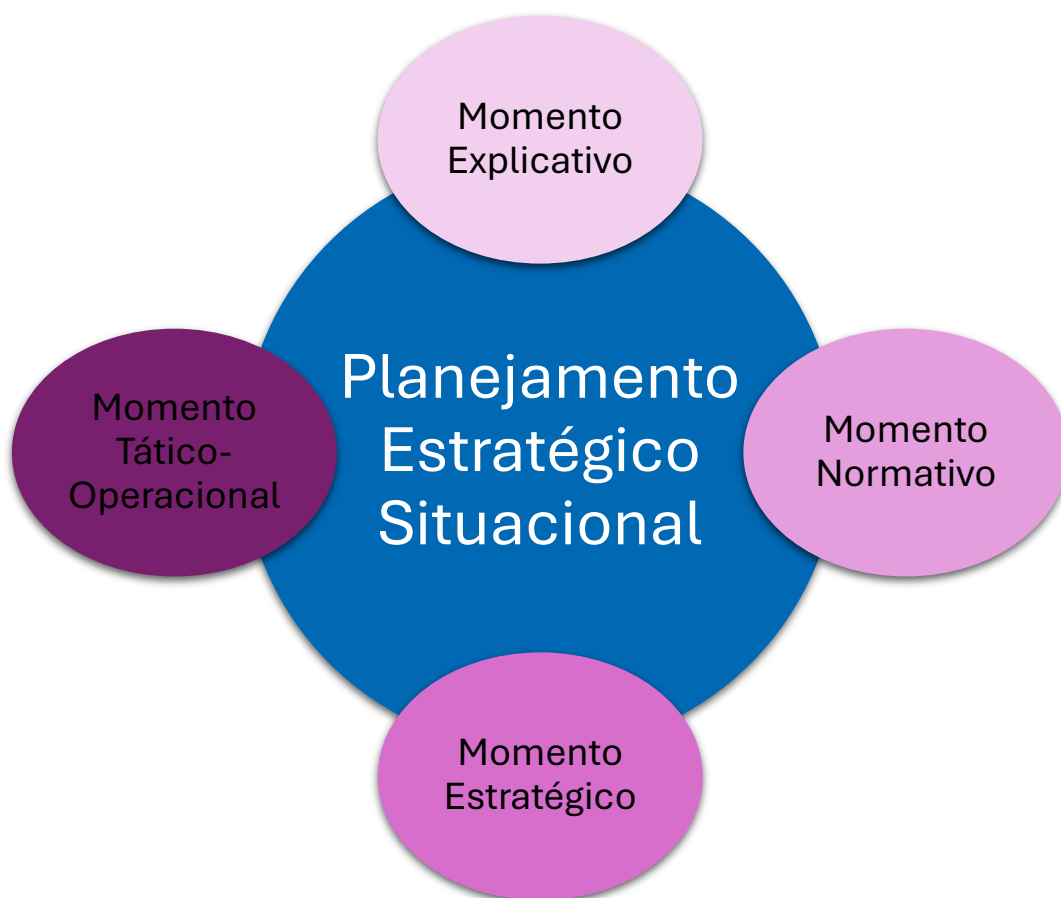 Momento
Explicativo
Planejamento
Estratégico
Situacional
Momento
Normativo
Momento
Estratégico
Momento
Tático-
Operacional